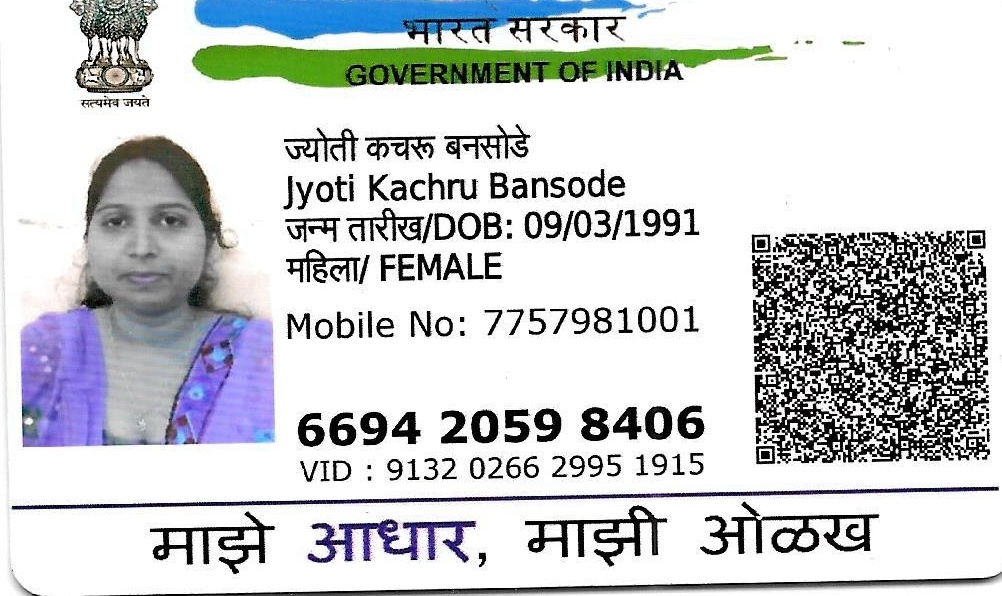 भारत सरकार
GOVERNMENT OF INDIA
सत्यमेव जयते
ज्योती कचरू बनसोडे
Jyoti Kachru Bansode
जन्म तारीख/DOB: 09/03/1991
महिला/ FEMALE
Mobile No: 7757981001
6694 2059 8406
VID : 9132 0266 2995 1915
माझे आधार, माझी ओळख